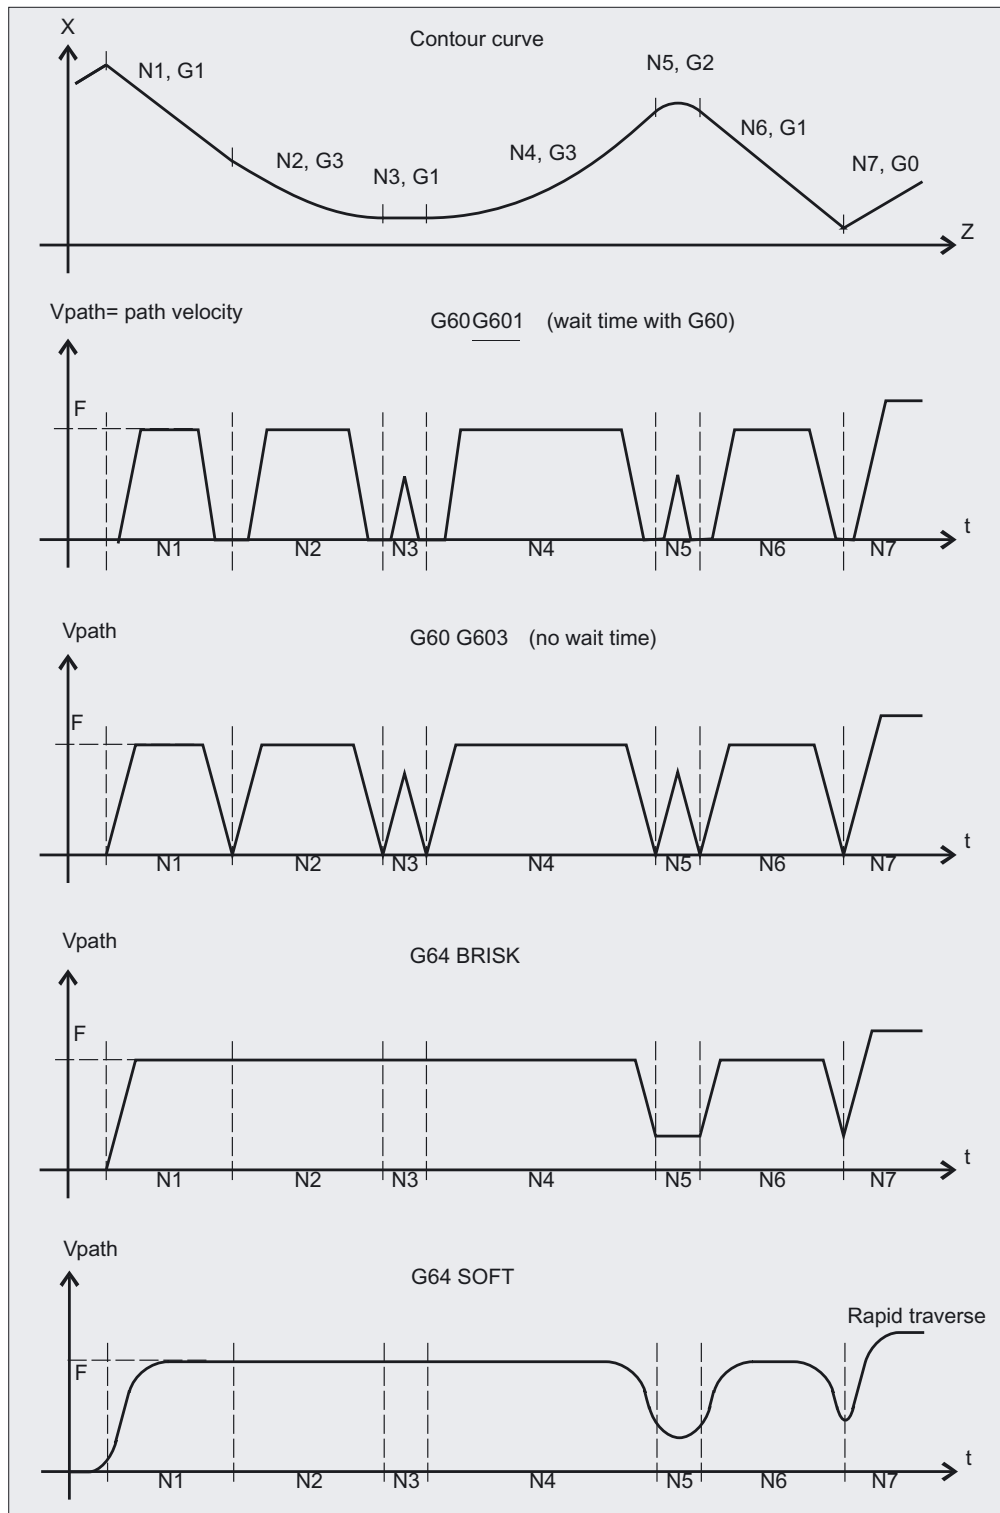 X
Contour curve
N1, G1
N2, G3
N3, G1
N4, G3
N5, G2
N6, G1
N7, G0
Z
Vpath= path velocity
G60G601 (wait time with G60)
F
t
N1 N2 N3 N4 N5 N6 N7
Vpath
G60 G603 (no wait time)
F
t
N1 N2 N3 N4 N5 N6 N7
Vpath
G64 BRISK
F
t
N1 N2 N3 N4 N5 N6 N7
Vpath
G64 SOFT
Rapid traverse
F
t
N1 N2 N3 N4 N5 N6 N7